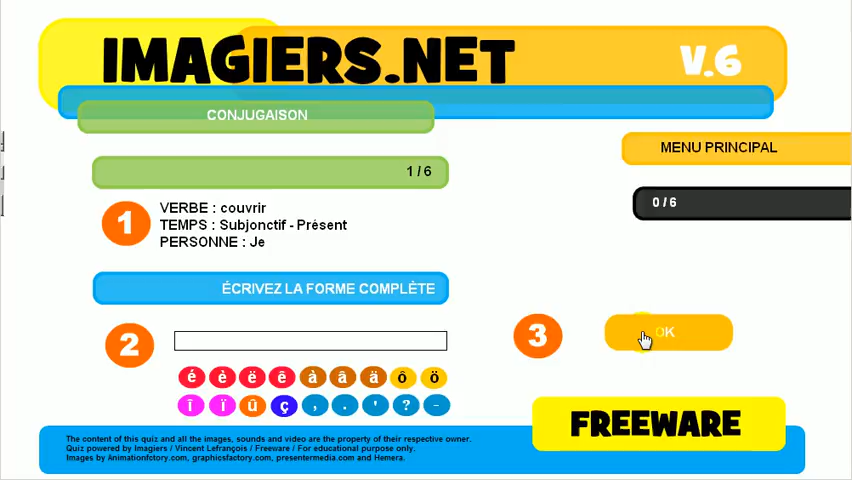 IMAGIERS.NET
V.6
CONJUGAISON
MENU PRINCIPAL
1 / 6
0 / 6
1
VERBE : couvrir
TEMPS : Subjonctif - Présent
PERSONNE : Je
ÉCRIVEZ LA FORME COMPLÈTE
2
3
OK
é è ë ê à â ä ô ö
î ï û ç , . ' ? -
FREEWARE
The content of this quiz and all the images, sounds and video are the property of their respective owner.
Quiz powered by Imagiers / Vincent Lefrançois / Freeware / For educational purpose only.
Images by Animationfctory.com, graphicsfactory.com, presentermedia.com and Hemera.